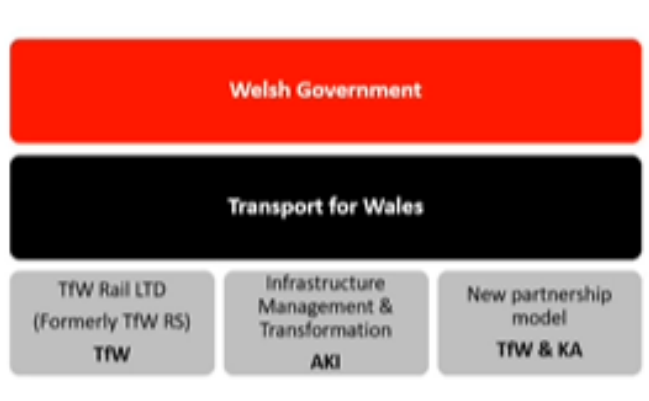 Welsh Government
Transport for Wales
TfW Rail LTD
(Formerly TfW RS)
TfW
Infrastructure
Management &
Transformation
AKI
New partnership
model
TfW & KA